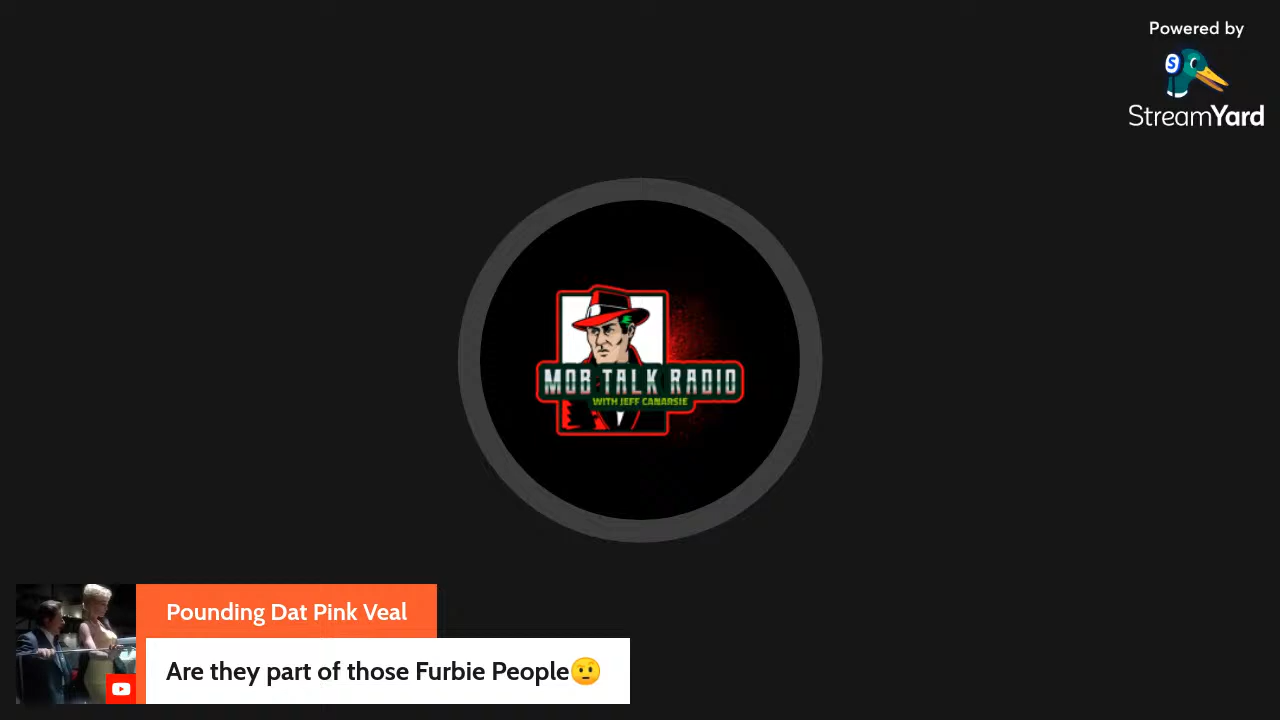 Powered by
S
StreamYard
MOB TALK RADIO
WITH JEFF CANARSIE
Pounding Dat Pink Veal
Are they part of those Furbie People🤨